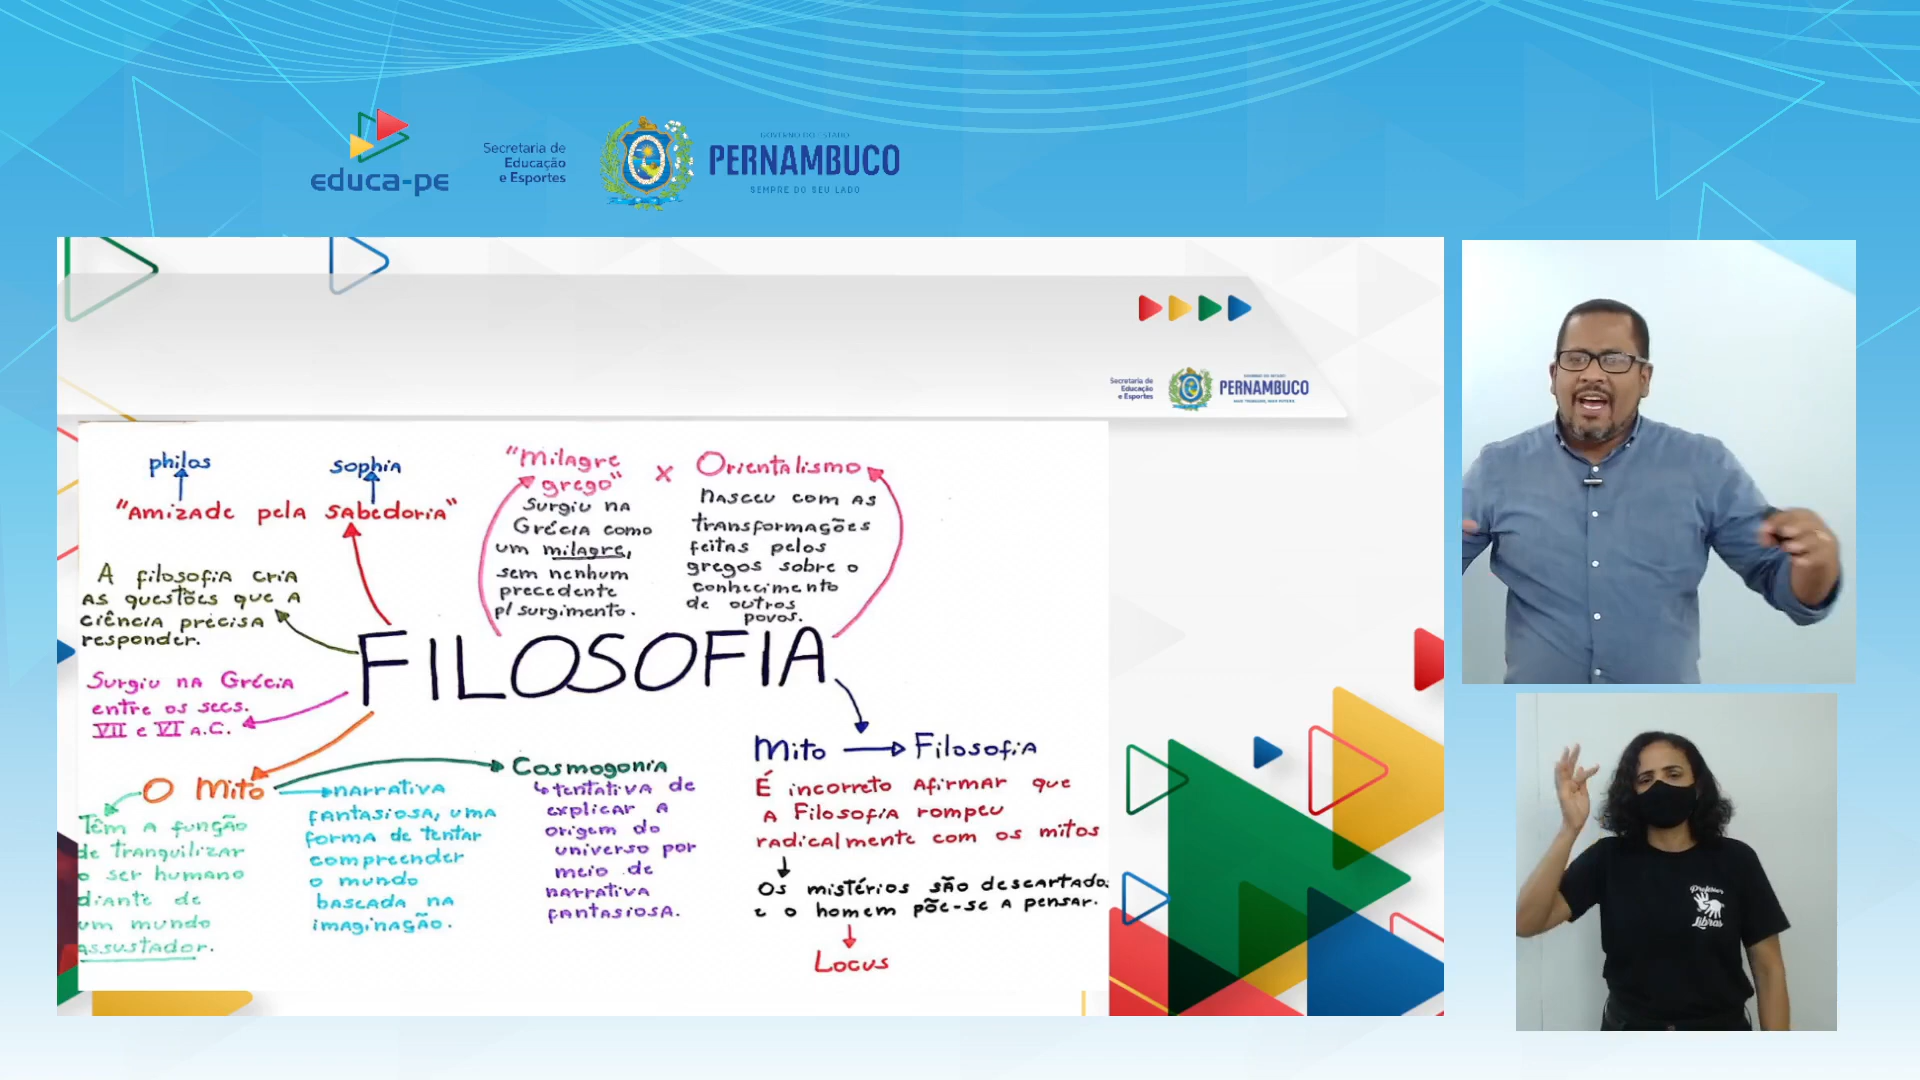 educa-pe
Secretaria de
Educação
e Esportes
GOVERNO DO ESTADO
PERNAMBUCO
SEMPRE DO SEU LADO
Secretaria de
Educação
e Esportes
PERNAMBUCO
philos
sophia
"Amizade pela sabedoria"
"Milagre
grego"
Surgiu na
Grécia como
um milagre,
sem nenhum
precedente
p/ surgimento.
x
Orientalismo
Nasceu com as
transformações
feitas pelos
gregos sobre o
conhecimento
de outros
povos.
A filosofia cria
as questões que a
ciência precisa
responder.
FILOSOFIA
Surgiu na Grécia
entre os secs.
VII e VI a.C.
O Mito
Têm a função
de tranquilizar
o ser humano
diante de
um mundo
assustador.
narrativa
fantasiosa, uma
forma de tentar
compreender
o mundo
baseada na
imaginação.
Cosmogonia
tentativa de
explicar a
origem do
universo por
meio de
narrativa
fantasiosa.
Mito → Filosofia
É incorreto afirmar que
a Filosofia rompeu
radicalmente com os mitos
Os mistérios são descartado
e o homem põe-se a pensar.
Locus
Professor
Libras